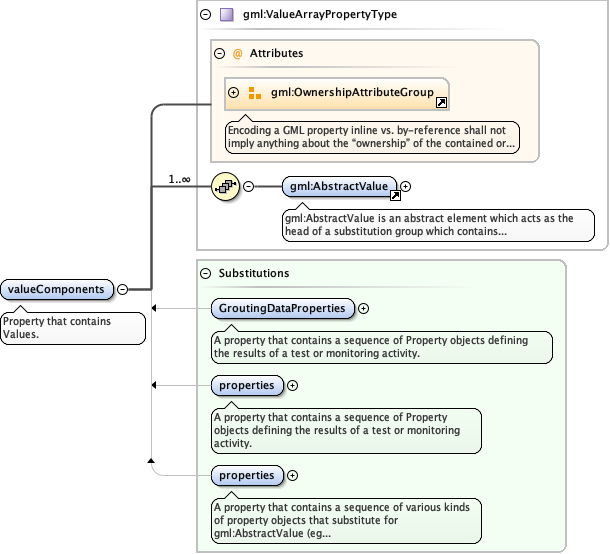 gml:ValueArrayPropertyType
@ Attributes
gml:OwnershipAttributeGroup
Encoding a GML property inline vs. by-reference shall not
imply anything about the “ownership” of the contained or...
1..∞
gml:AbstractValue
gml:AbstractValue is an abstract element which acts as the
head of a substitution group which contains...
valueComponents
Property that contains
Values.
Substitutions
GroutingDataProperties
A property that contains a sequence of Property objects defining
the results of a test or monitoring activity.
properties
A property that contains a sequence of Property
objects defining the results of a test or monitoring
activity.
properties
A property that contains a sequence of various kinds
of property objects that substitute for
gml:AbstractValue (eg...